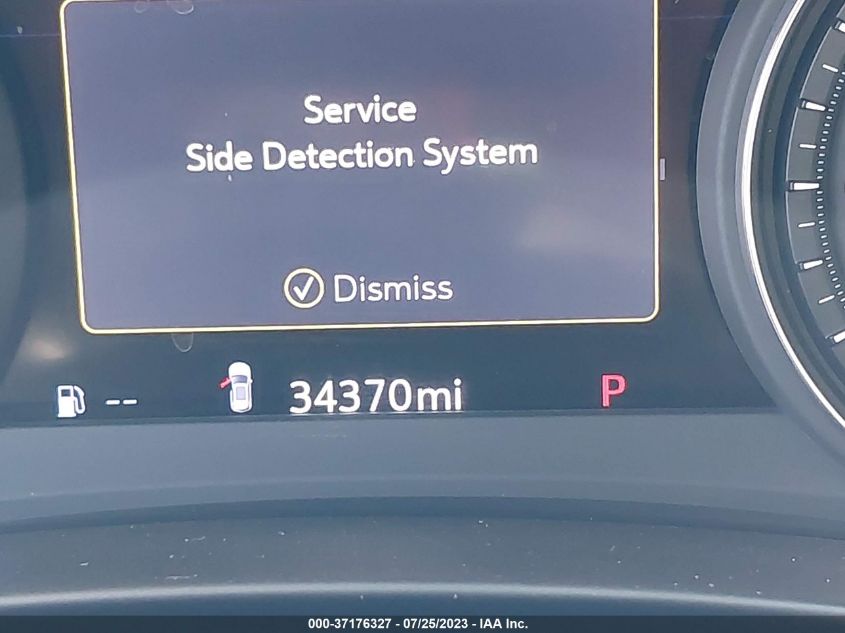 Service
Side Detection System
Dismiss
-- 34370mi P
000-37176327 - 07/25/2023 - IAA Inc.